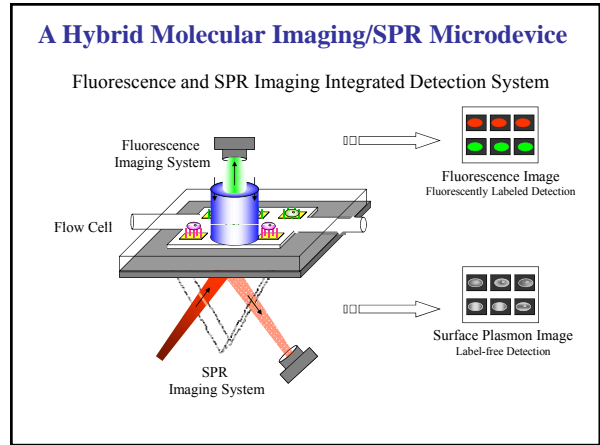 A Hybrid Molecular Imaging/SPR Microdevice
Fluorescence and SPR Imaging Integrated Detection System
Fluorescence
Imaging System
Fluorescence Image
Fluorescently Labeled Detection
Flow Cell
Surface Plasmon Image
Label-free Detection
SPR
Imaging System